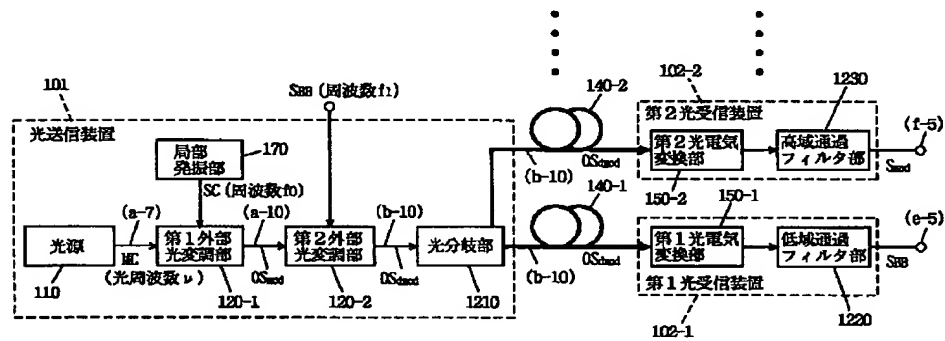 101
光送信装置
局部
発振部
170
SC (周波数f0)
SBB (周波数f1)
(a-7)
光源
110
MC
(光周波数ν)
第1外部
光変調部
120-1
(a-10)
OSmod
第2外部
光変調部
120-2
(b-10)
OSdmod
光分岐部
1210
140-2
(b-10)
OSdmod
140-1
(b-10)
OSdmod
102-2
1230
第2光受信装置
第2光電気
変換部
150-2
高域通過
フィルタ部
Smod
(f-5)
150-1
第1光電気
変換部
低域通過
フィルタ部
SBB
(e-5)
第1光受信装置
102-1
1220